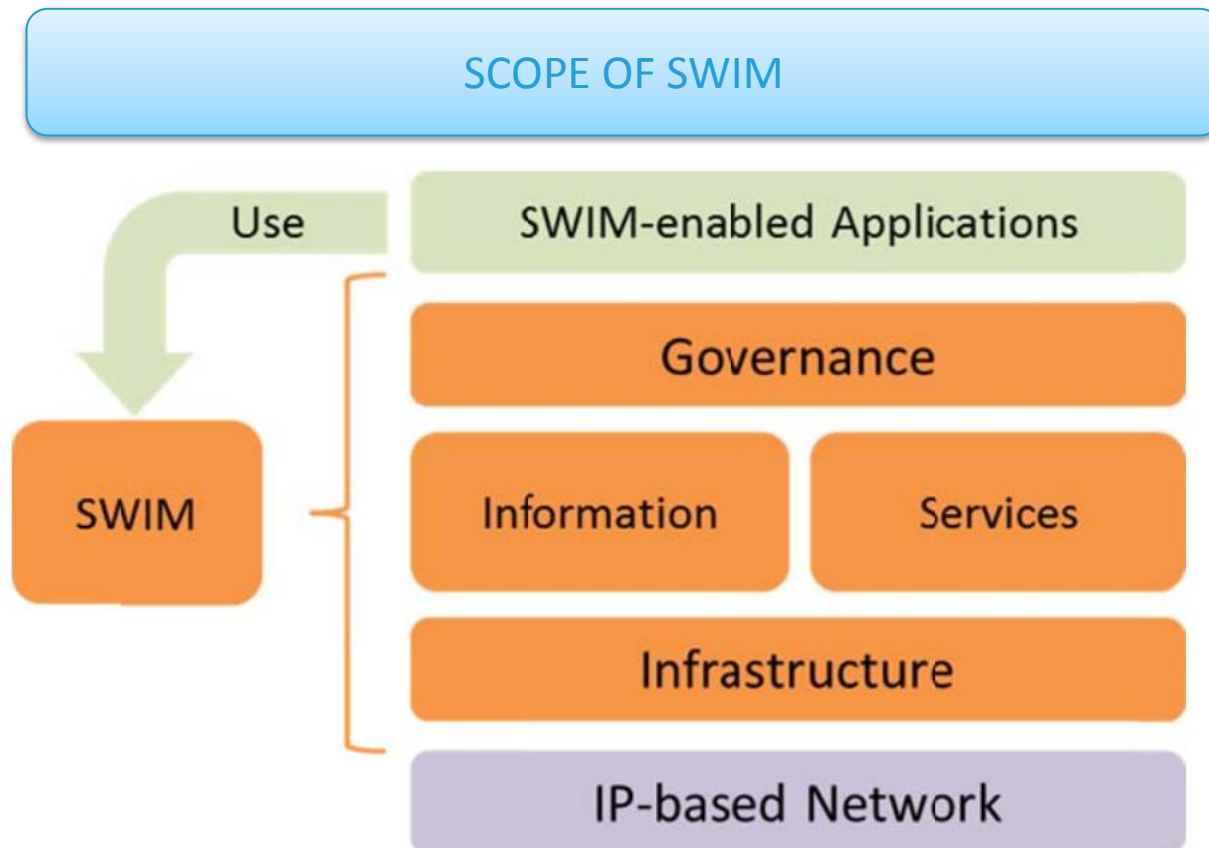 SCOPE OF SWIM
Use
SWIM-enabled Applications
Governance
SWIM
Information
Services
Infrastructure
IP-based Network